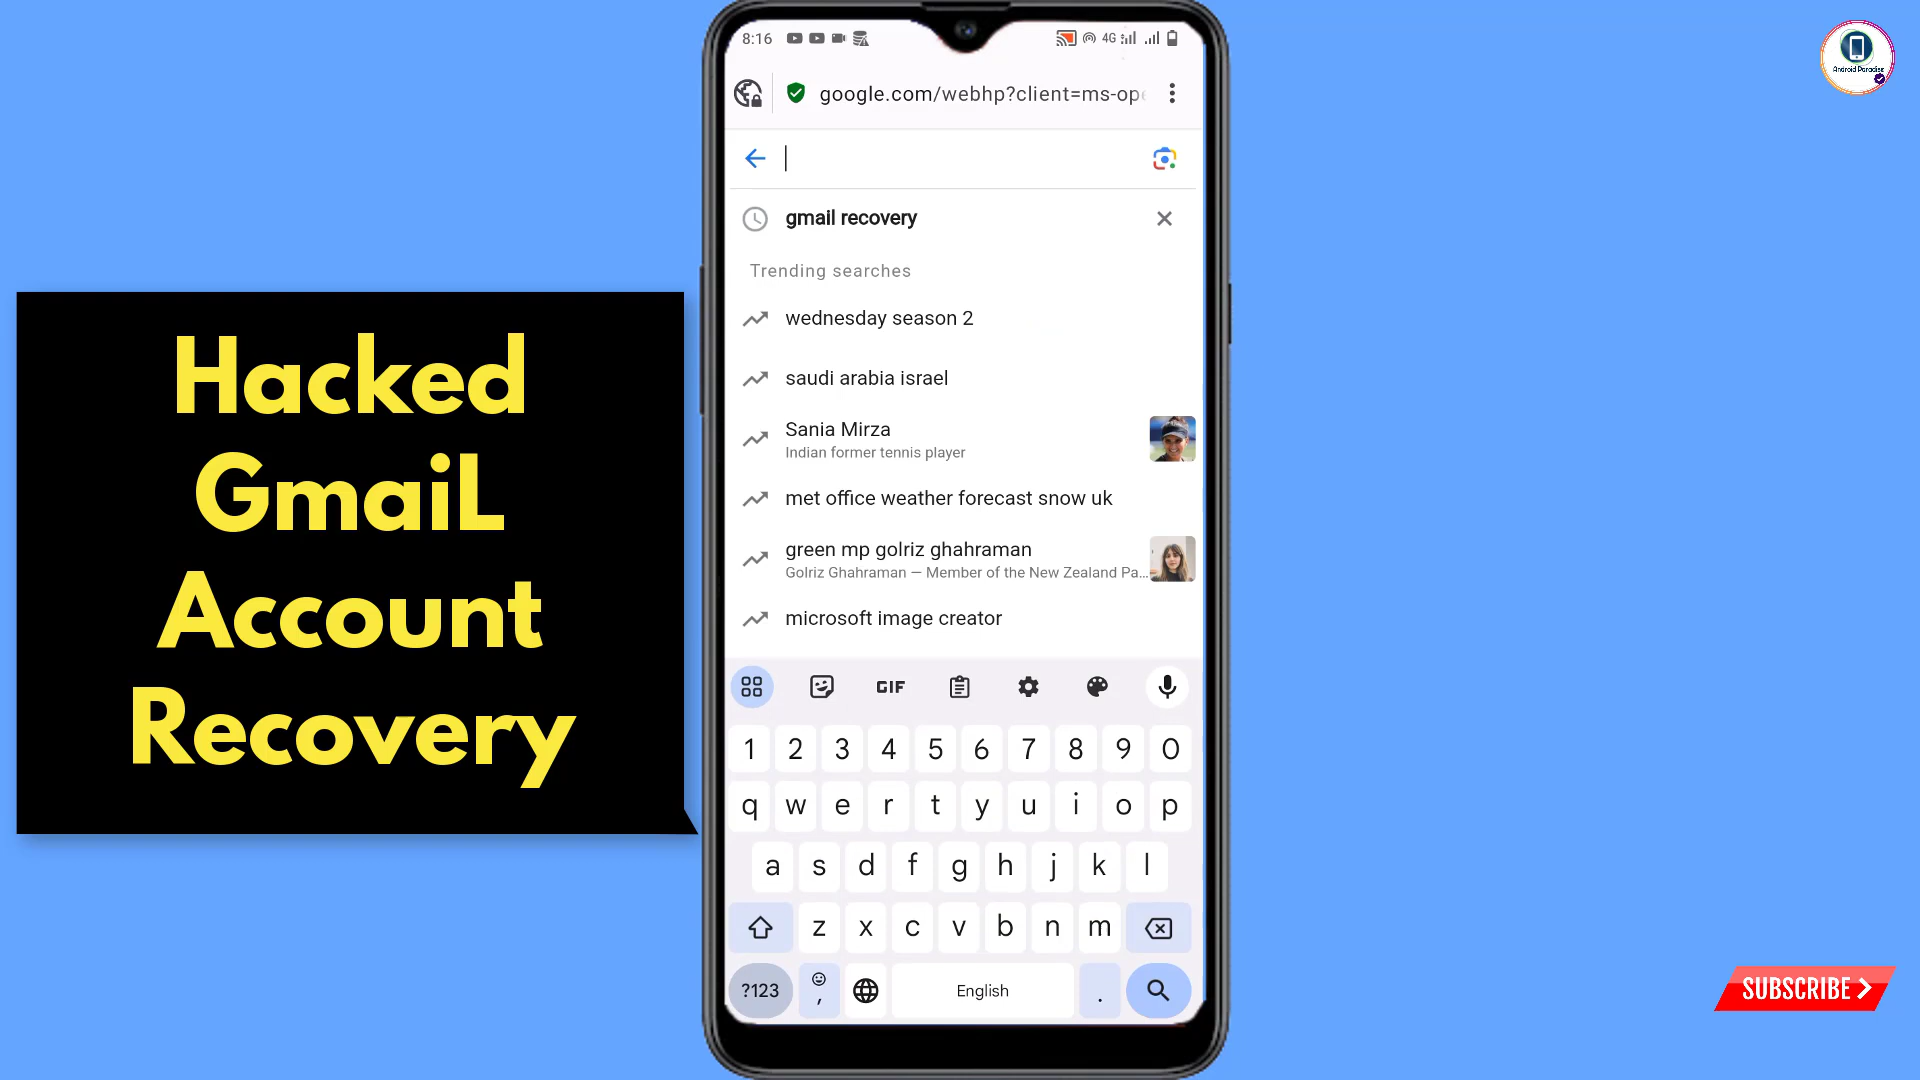 Hacked
GmaiL
Account
Recovery
8:16
4G
google.com/webhp?client=ms-ope
gmail recovery
Trending searches
wednesday season 2
saudi arabia israel
Sania Mirza
Indian former tennis player
met office weather forecast snow uk
green mp golriz ghahraman
Golriz Ghahraman — Member of the New Zealand Pa...
microsoft image creator
GIF
1 2 3 4 5 6 7 8 9 0
q w e r t y u i o p
a s d f g h j k l
z x c v b n m
?123 , English .
Android Paradise
SUBSCRIBE